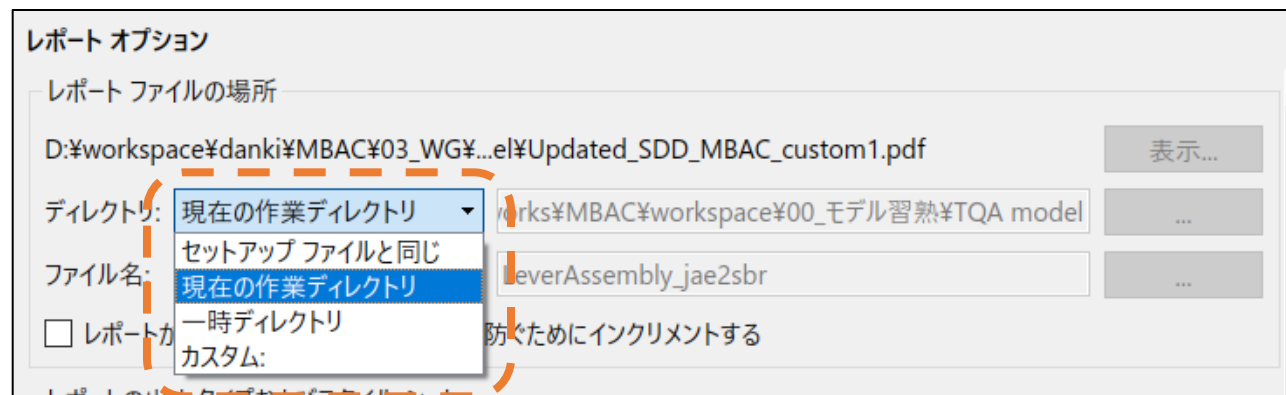 レポート オプション
レポート ファイルの場所
D:¥workspace¥danki¥MBAC¥03_WG¥...el¥Updated_SDD_MBAC_custom1.pdf 表示...
ディレクトリ: 現在の作業ディレクトリ orks¥MBAC¥workspace¥00_モデル習熟¥TQA model ...
セットアップ ファイルと同じ
ファイル名: 現在の作業ディレクトリ LeverAssembly_jae2sbr ...
一時ディレクトリ
レポートが 防ぐためにインクリメントする
カスタム: